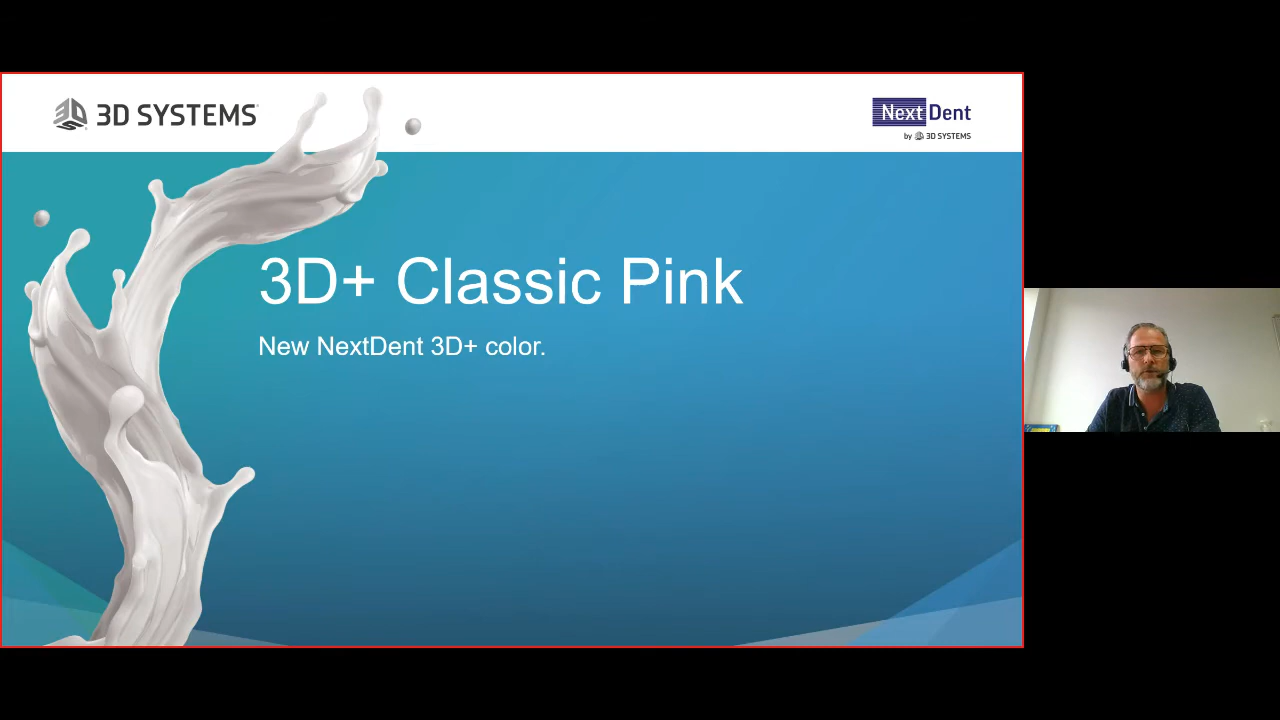 3D SYSTEMS
NextDent
by 3D SYSTEMS
3D+ Classic Pink
New NextDent 3D+ color.